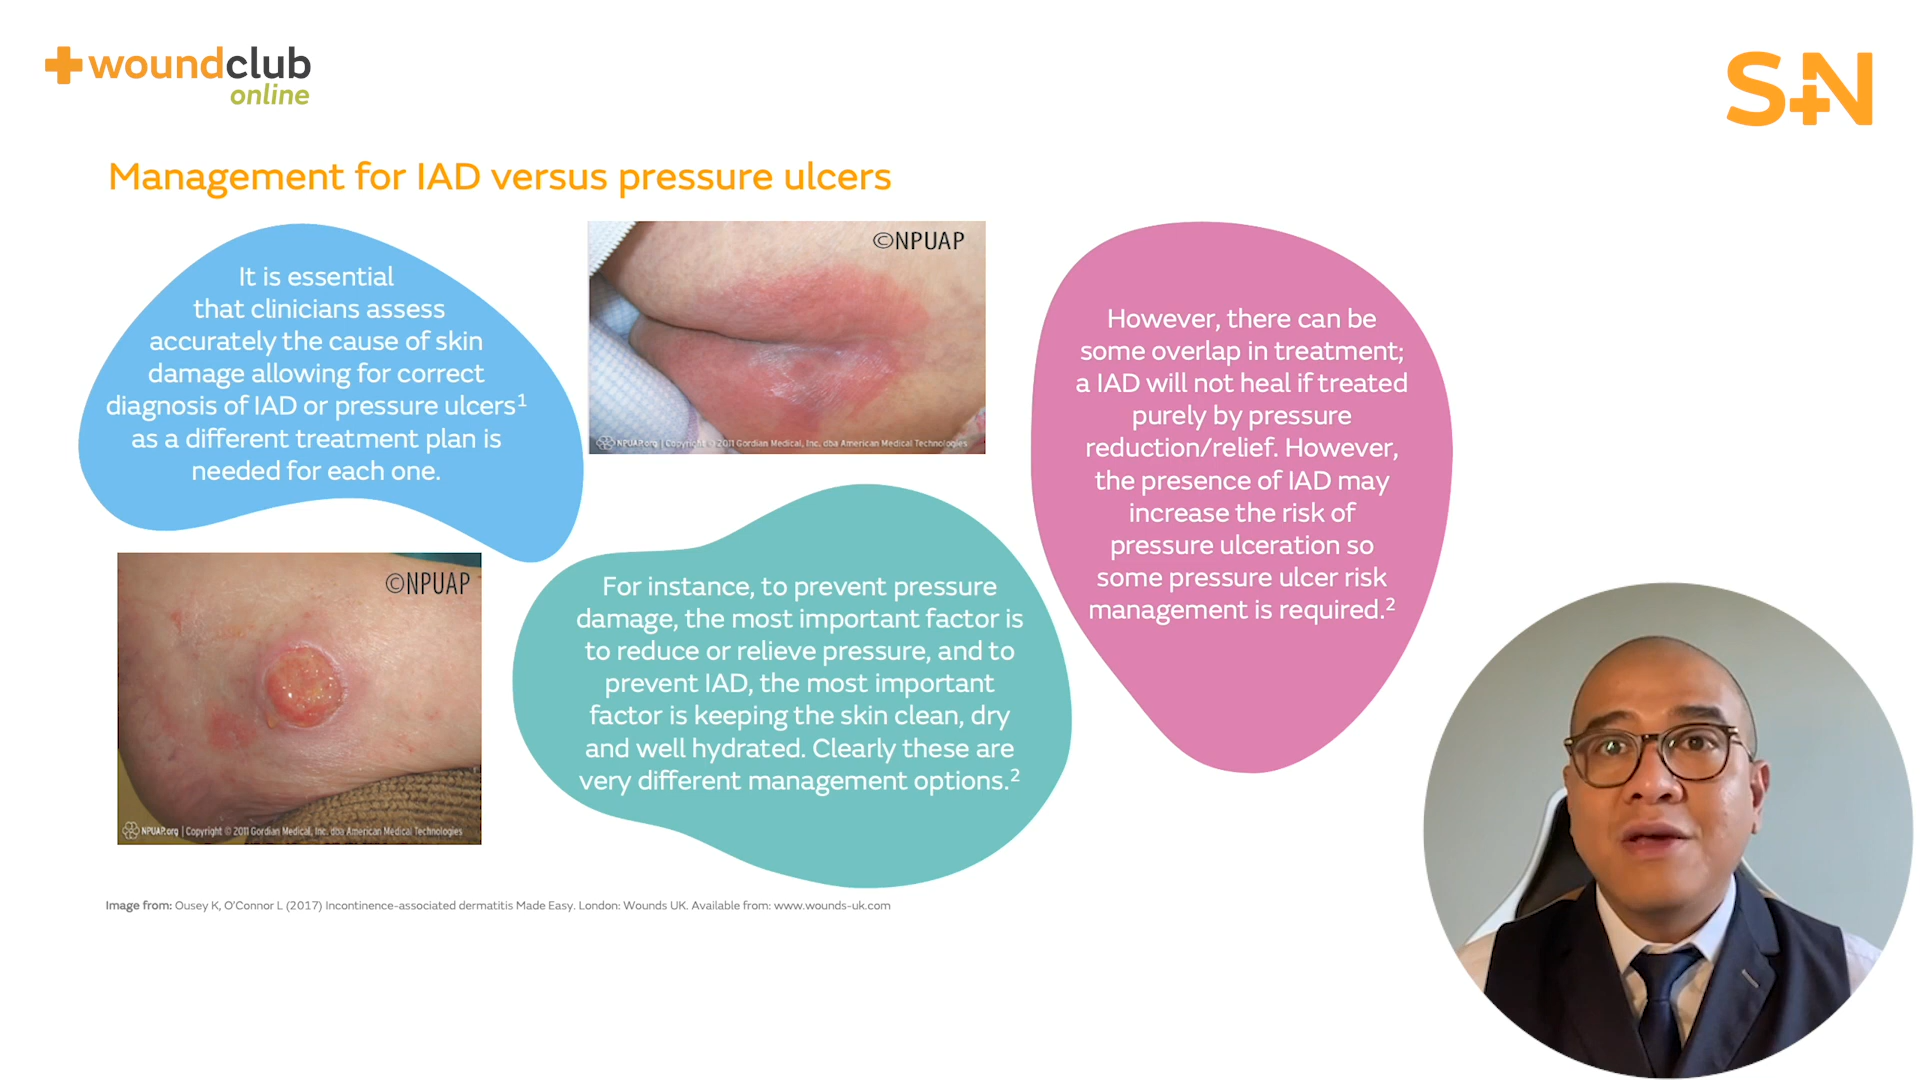 woundclub
online
S+N
Management for IAD versus pressure ulcers
It is essential
that clinicians assess
accurately the cause of skin
damage allowing for correct
diagnosis of IAD or pressure ulcers¹
as a different treatment plan is
needed for each one.
©NPUAP
NPUAP.org | Copyright © 2011 Gordian Medical, Inc. dba American Medical Technologies
However, there can be
some overlap in treatment;
a IAD will not heal if treated
purely by pressure
reduction/relief. However,
the presence of IAD may
increase the risk of
pressure ulceration so
some pressure ulcer risk
management is required.²
©NPUAP
NPUAP.org | Copyright © 2011 Gordian Medical, Inc. dba American Medical Technologies
For instance, to prevent pressure
damage, the most important factor is
to reduce or relieve pressure, and to
prevent IAD, the most important
factor is keeping the skin clean, dry
and well hydrated. Clearly these are
very different management options.²
Image from: Ousey K, O'Connor L (2017) Incontinence-associated dermatitis Made Easy. London: Wounds UK. Available from: www.wounds-uk.com